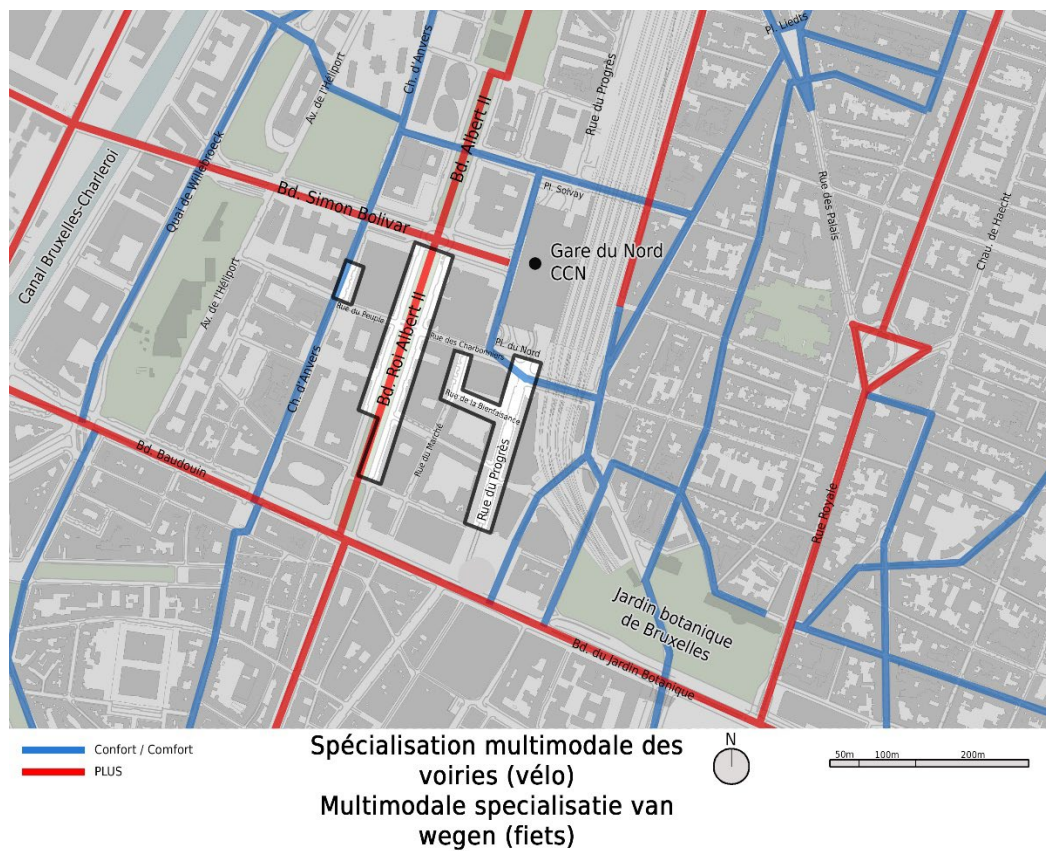 Pl. Liedts
Ch. d'Anvers
Av. de l'Héliport
Rue du Progrès
Bd. Albert II
Quai de Willebroeck
Canal Bruxelles-Charleroi
Bd. Simon Bolivar
Pl. Solvay
Rue des Palais
Chau. de Haecht
Gare du Nord
CCN
Av. de l'Héliport
Rue du Peuple
Bd. Roi Albert II
Rue des Charbonniers
Pl. du Nord
Ch. d'Anvers
Rue de la Bienfaisance
Rue du Marché
Bd. Baudouin
Rue du Progrès
Rue Royale
Jardin botanique
de Bruxelles
Bd. du Jardin Botanique
Confort / Comfort
PLUS
Spécialisation multimodale des
voiries (vélo)
Multimodale specialisatie van
wegen (fiets)
N
50m 100m 200m